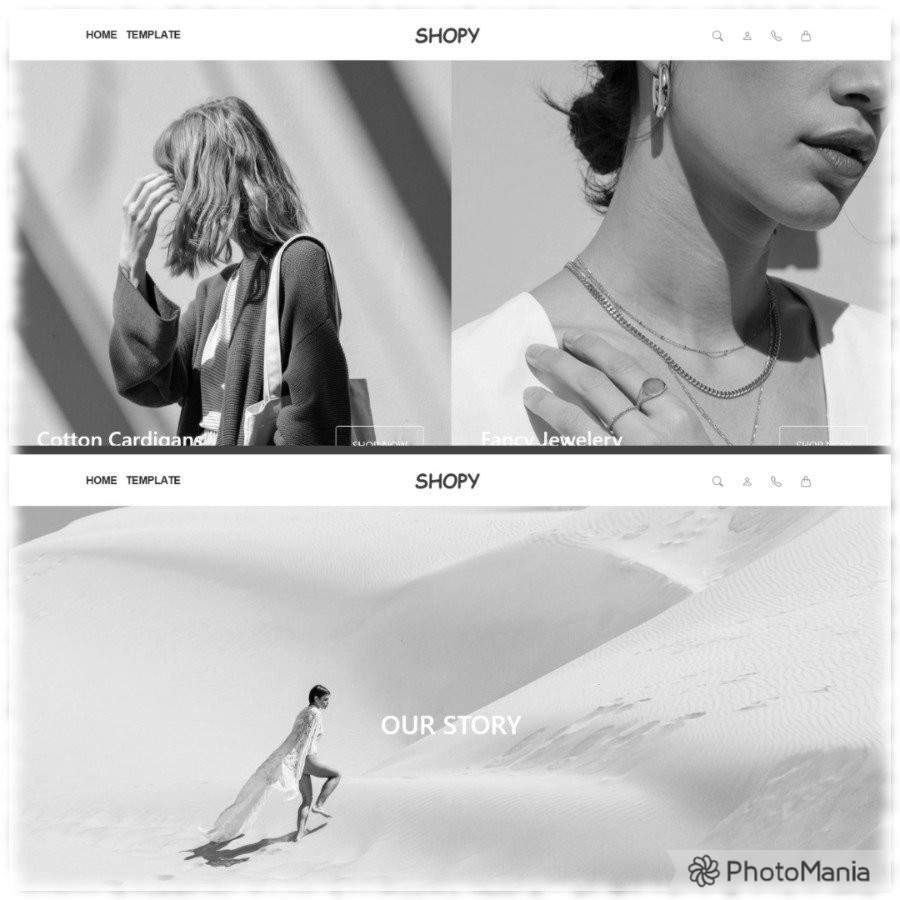 HOME TEMPLATE SHOPY
Cotton Cardigans
SHOP NOW
Fancy Jewelery
SHOP NOW
HOME TEMPLATE SHOPY
OUR STORY
PhotoMania